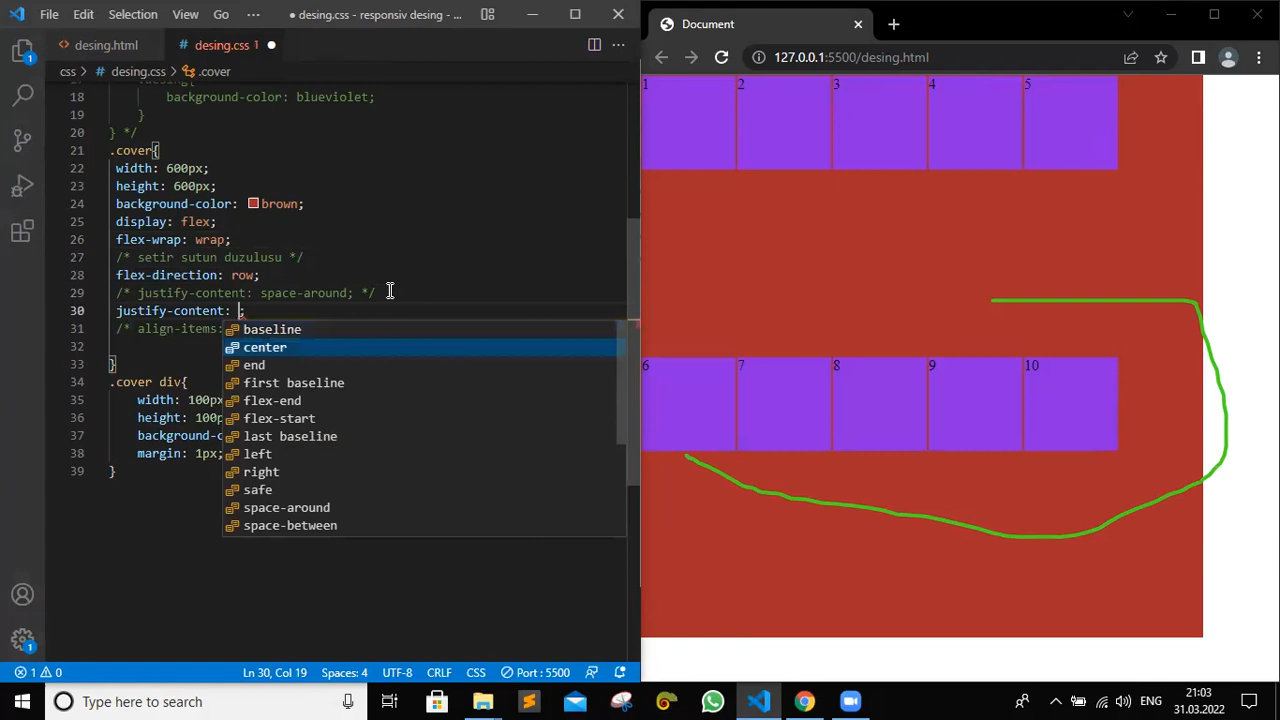 File Edit Selection View Go ··· ● desing.css - responsiv desing - ...
desing.html # desing.css 1 ●
css > # desing.css > .cover
18 background-color: blueviolet;
19 }
20 } */
21 .cover{
22 width: 600px;
23 height: 600px;
24 background-color: brown;
25 display: flex;
26 flex-wrap: wrap;
27 /* setir sutun duzulusu */
28 flex-direction: row;
29 /* justify-content: space-around; */
30 justify-content: ;
31 /* align-items:
32
33 }
34 .cover div{
35 width: 100px
36 height: 100p
37 background-c
38 margin: 1px;
39 }
baseline
center
end
first baseline
flex-end
flex-start
last baseline
left
right
safe
space-around
space-between
1
1
1 0 Ln 30, Col 19 Spaces: 4 UTF-8 CRLF CSS Port : 5500
Document
127.0.0.1:5500/desing.html
1 2 3 4 5
6 7 8 9 10
Type here to search
ENG
21:03
31.03.2022